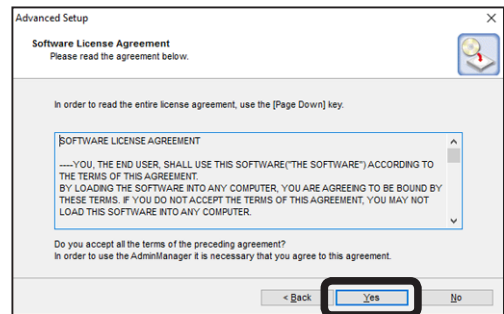 Advanced Setup
Software License Agreement
Please read the agreement below.
In order to read the entire license agreement, use the [Page Down] key.
SOFTWARE LICENSE AGREEMENT
----YOU, THE END USER, SHALL USE THIS SOFTWARE("THE SOFTWARE") ACCORDING TO
THE TERMS OF THIS AGREEMENT.
BY LOADING THE SOFTWARE INTO ANY COMPUTER, YOU ARE AGREEING TO BE BOUND BY
THESE TERMS. IF YOU DO NOT ACCEPT THE TERMS OF THIS AGREEMENT, YOU MAY NOT
LOAD THIS SOFTWARE INTO ANY COMPUTER.
Do you accept all the terms of the preceding agreement?
In order to use the AdminManager it is necessary that you agree to this agreement.
< Back Yes No